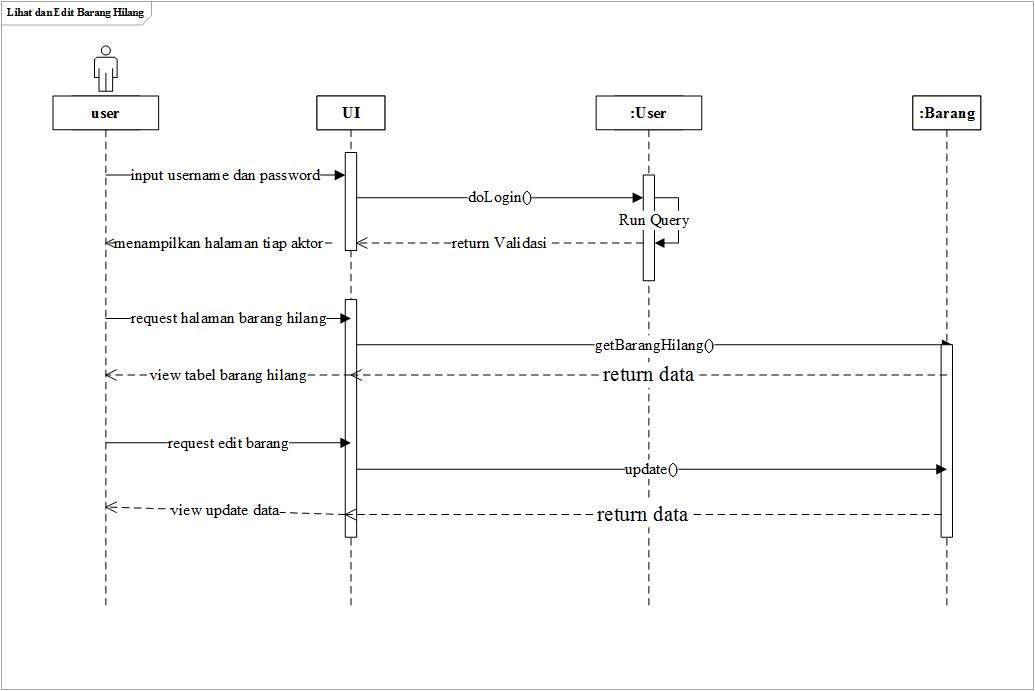 Lihat dan Edit Barang Hilang
user
UI
:User
:Barang
input username dan password
doLogin()
Run Query
menampilkan halaman tiap aktor
return Validasi
request halaman barang hilang
getBarangHilang()
view tabel barang hilang
return data
request edit barang
update()
view update data
return data